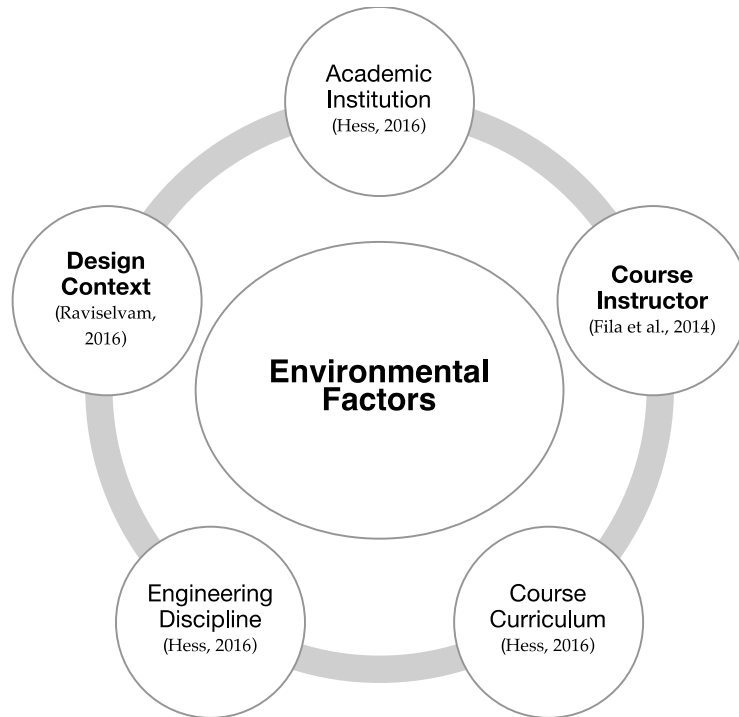 Academic
Institution
(Hess, 2016)
Design
Context
(Raviselvam,
2016)
Course
Instructor
(Fila et al., 2014)
Environmental
Factors
Engineering
Discipline
(Hess, 2016)
Course
Curriculum
(Hess, 2016)